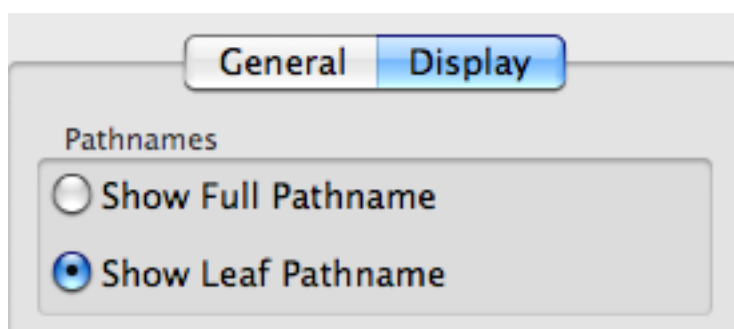 General Display
Pathnames
Show Full Pathname
Show Leaf Pathname